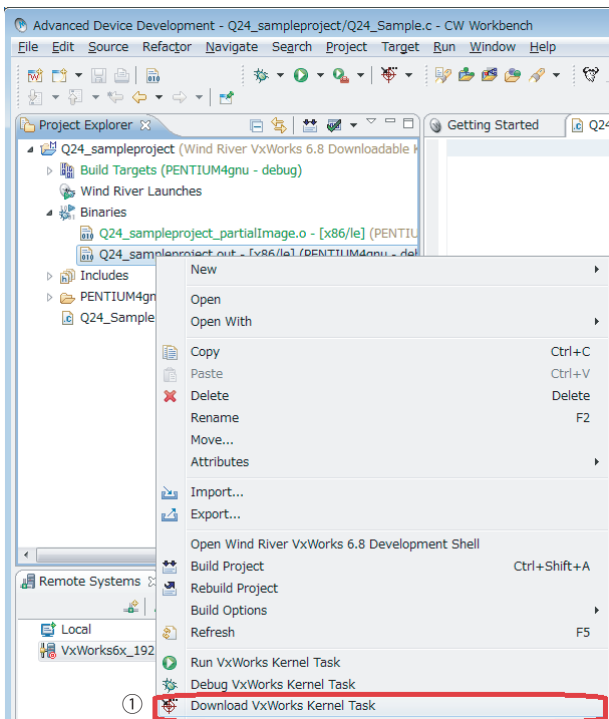 Advanced Device Development - Q24_sampleproject/Q24_Sample.c - CW Workbench
File Edit Source Refactor Navigate Search Project Target Run Window Help
Project Explorer
Getting Started
Q24
Q24_sampleproject (Wind River VxWorks 6.8 Downloadable K
Build Targets (PENTIUM4gnu - debug)
Wind River Launches
Binaries
Q24_sampleproject_partialImage.o - [x86/le] (PENTIU
Q24_sampleproject.out - [x86/le] (PENTIUM4gnu - deb
Includes
PENTIUM4gn
Q24_Sample
New
Open
Open With
Copy Ctrl+C
Paste Ctrl+V
Delete Delete
Rename F2
Move...
Attributes
Import...
Export...
Open Wind River VxWorks 6.8 Development Shell
Build Project Ctrl+Shift+A
Rebuild Project
Build Options
Refresh F5
Run VxWorks Kernel Task
Debug VxWorks Kernel Task
① Download VxWorks Kernel Task
Remote Systems
Local
VxWorks6x_192